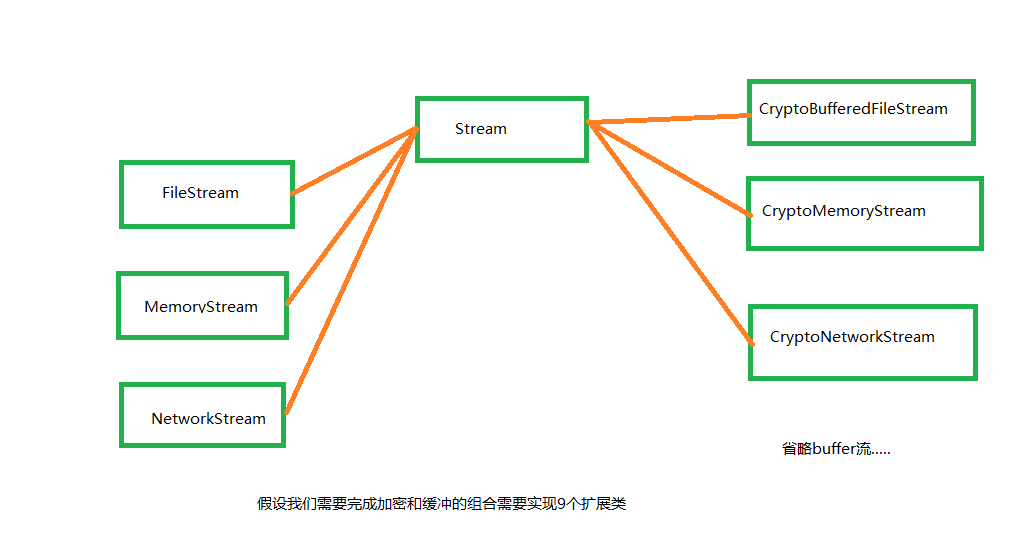 Stream
FileStream
MemoryStream
NetworkStream
CryptoBufferedFileStream
CryptoMemoryStream
CryptoNetworkStream
省略buffer流.....
假设我们需要完成加密和缓冲的组合需要实现9个扩展类